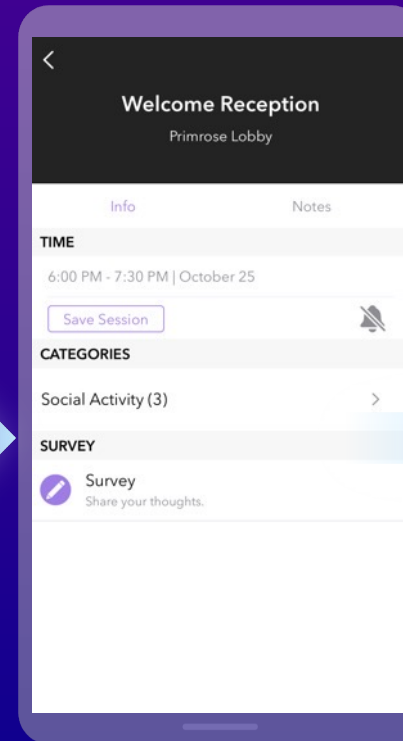 Welcome Reception
Primrose Lobby
Info Notes
TIME
6:00 PM - 7:30 PM | October 25
Save Session
CATEGORIES
Social Activity (3)
SURVEY
Survey
Share your thoughts.